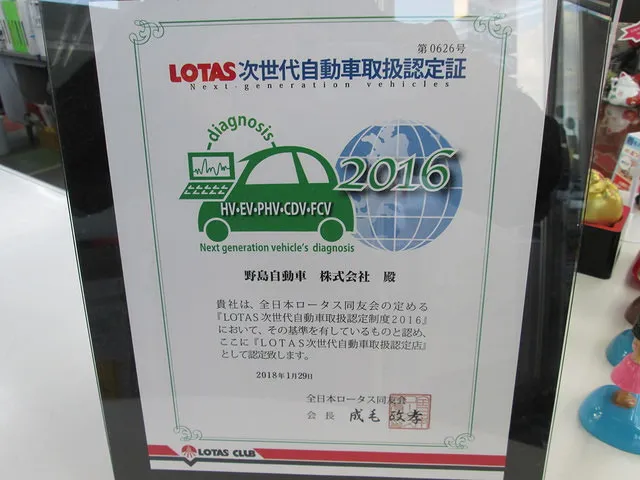 第0626号
LOTAS次世代自動車取扱認定証
Next-generation vehicles
diagnosis
2016
HV•EV•PHV•CDV•FCV
Next generation vehicle's diagnosis
野島自動車 株式会社 殿
貴社は、全日本ロータス同友会の定める
『LOTAS次世代自動車取扱認定制度2016』
において、その基準を有しているものと認め、
ここに『LOTAS次世代自動車取扱認定店』
として認定致します。
2018年1月29日
全日本ロータス同友会
会長 成毛政孝
LOTAS CLUB